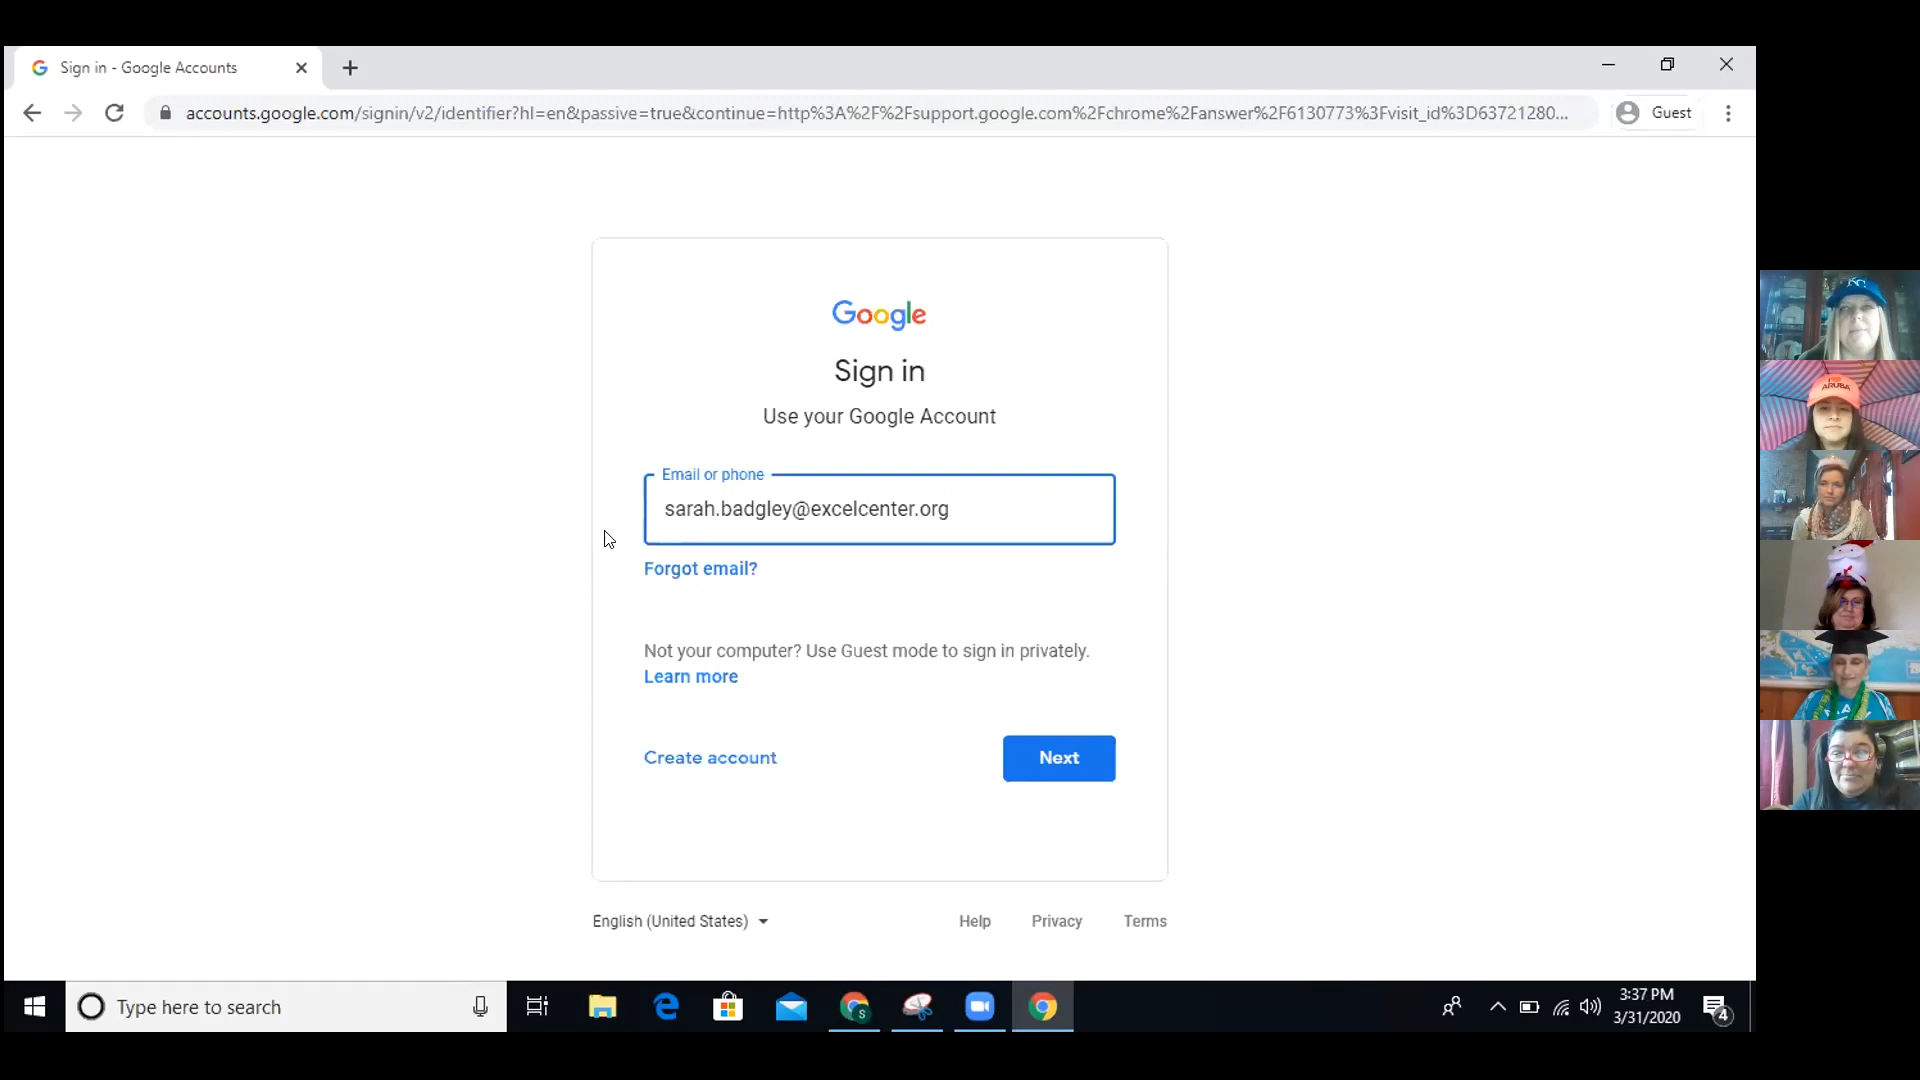 Sign in - Google Accounts
accounts.google.com/signin/v2/identifier?hl=en&passive=true&continue=http%3A%2F%2Fsupport.google.com%2Fchrome%2Fanswer%2F6130773%3Fvisit_id%3D63721280...
Guest
Google
Sign in
Use your Google Account
Email or phone
sarah.badgley@excelcenter.org
Forgot email?
Not your computer? Use Guest mode to sign in privately.
Learn more
Create account
Next
English (United States)
Help
Privacy
Terms
KC
I
ARUBA
Type here to search
S
3:37 PM
3/31/2020
4